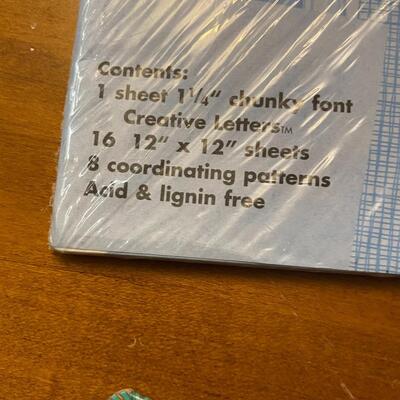 Contents:
1 sheet 1¼" chunky font
Creative Letters™
16 12" x 12" sheets
8 coordinating patterns
Acid & lignin free